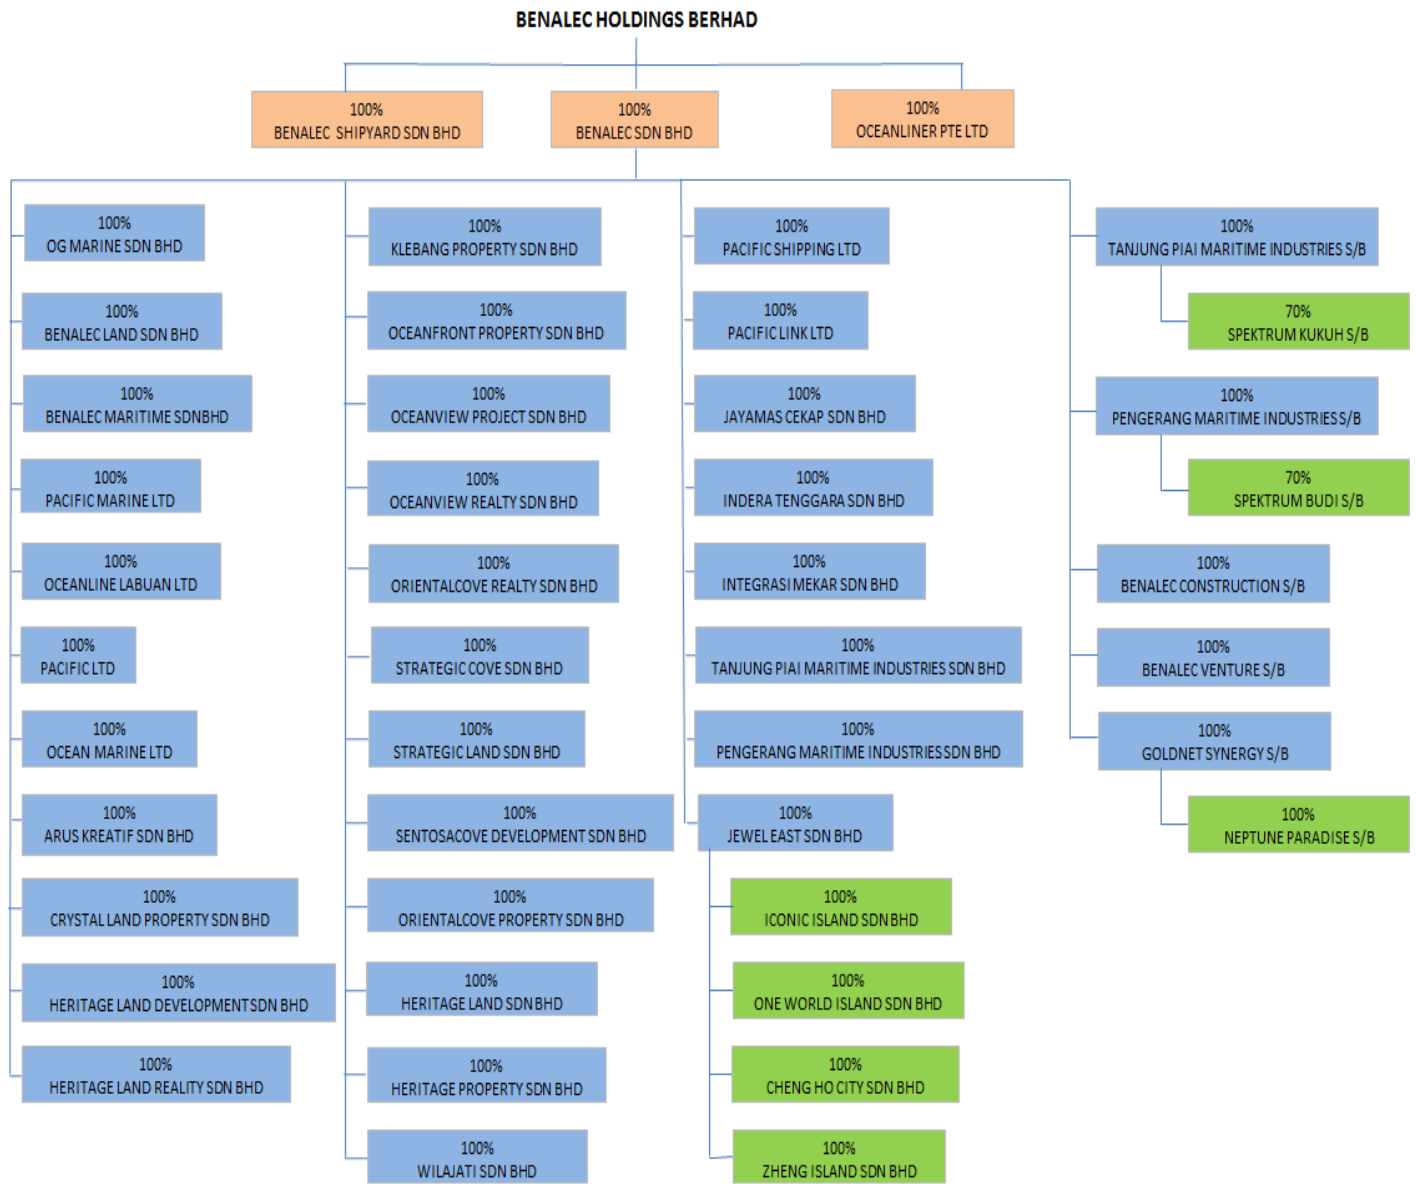 BENALEC HOLDINGS BERHAD
100%
BENALEC SHIPYARD SDN BHD
100%
BENALEC SDN BHD
100%
OCEANLINER PTE LTD
100%
OG MARINE SDN BHD
100%
BENALEC LAND SDN BHD
100%
BENALEC MARITIME SDNBHD
100%
PACIFIC MARINE LTD
100%
OCEANLINE LABUAN LTD
100%
PACIFIC LTD
100%
OCEAN MARINE LTD
100%
ARUS KREATIF SDN BHD
100%
CRYSTAL LAND PROPERTY SDN BHD
100%
HERITAGE LAND DEVELOPMENT SDN BHD
100%
HERITAGE LAND REALITY SDN BHD
100%
KLEBANG PROPERTY SDN BHD
100%
OCEANFRONT PROPERTY SDN BHD
100%
OCEANVIEW PROJECT SDN BHD
100%
OCEANVIEW REALTY SDN BHD
100%
ORIENTALCOVE REALTY SDN BHD
100%
STRATEGIC COVE SDN BHD
100%
STRATEGIC LAND SDN BHD
100%
SENTOSACOVE DEVELOPMENT SDN BHD
100%
ORIENTALCOVE PROPERTY SDN BHD
100%
HERITAGE LAND SDN BHD
100%
HERITAGE PROPERTY SDN BHD
100%
WILAJATI SDN BHD
100%
PACIFIC SHIPPING LTD
100%
PACIFIC LINK LTD
100%
JAYAMAS CEKAP SDN BHD
100%
INDERA TENGGARA SDN BHD
100%
INTEGRASI MEKAR SDN BHD
100%
TANJUNG PIAI MARITIME INDUSTRIES SDN BHD
100%
PENGERANG MARITIME INDUSTRIES SDN BHD
100%
JEWEL EAST SDN BHD
100%
ICONIC ISLAND SDN BHD
100%
ONE WORLD ISLAND SDN BHD
100%
CHENG HO CITY SDN BHD
100%
ZHENG ISLAND SDN BHD
100%
TANJUNG PIAI MARITIME INDUSTRIES S/B
70%
SPEKTRUM KUKUH S/B
100%
PENGERANG MARITIME INDUSTRIES S/B
70%
SPEKTRUM BUDI S/B
100%
BENALEC CONSTRUCTION S/B
100%
BENALEC VENTURE S/B
100%
GOLDNET SYNERGY S/B
100%
NEPTUNE PARADISE S/B